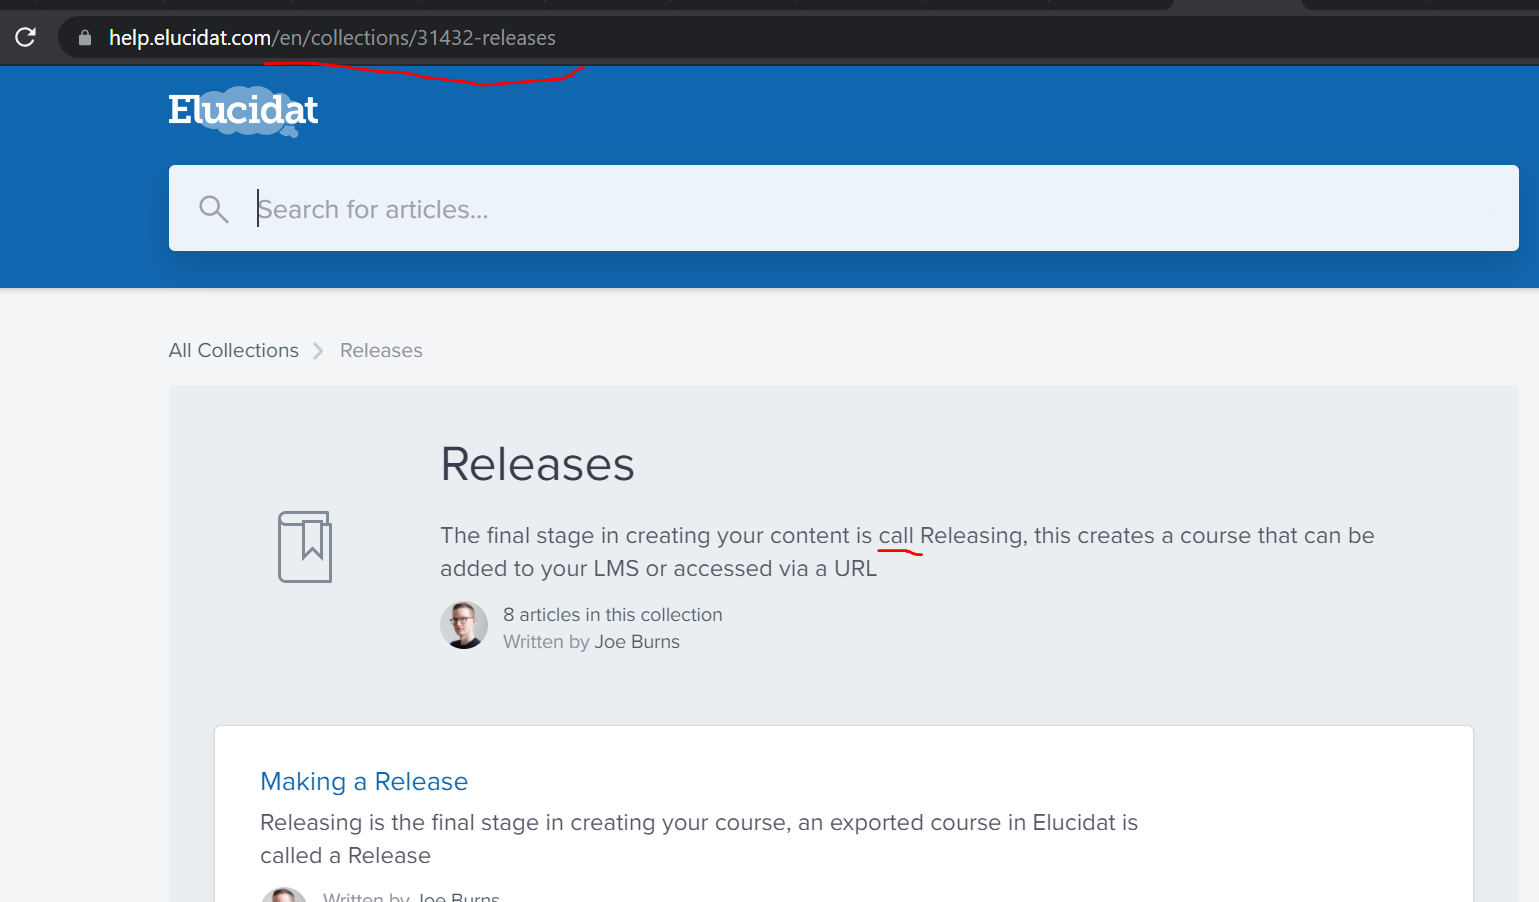 help.elucidat.com/en/collections/31432-releases
Elucidat
Search for articles...
All Collections Releases
Releases
The final stage in creating your content is call Releasing, this creates a course that can be
added to your LMS or accessed via a URL
8 articles in this collection
Written by Joe Burns
Making a Release
Releasing is the final stage in creating your course, an exported course in Elucidat is
called a Release
Written by Joe Burns